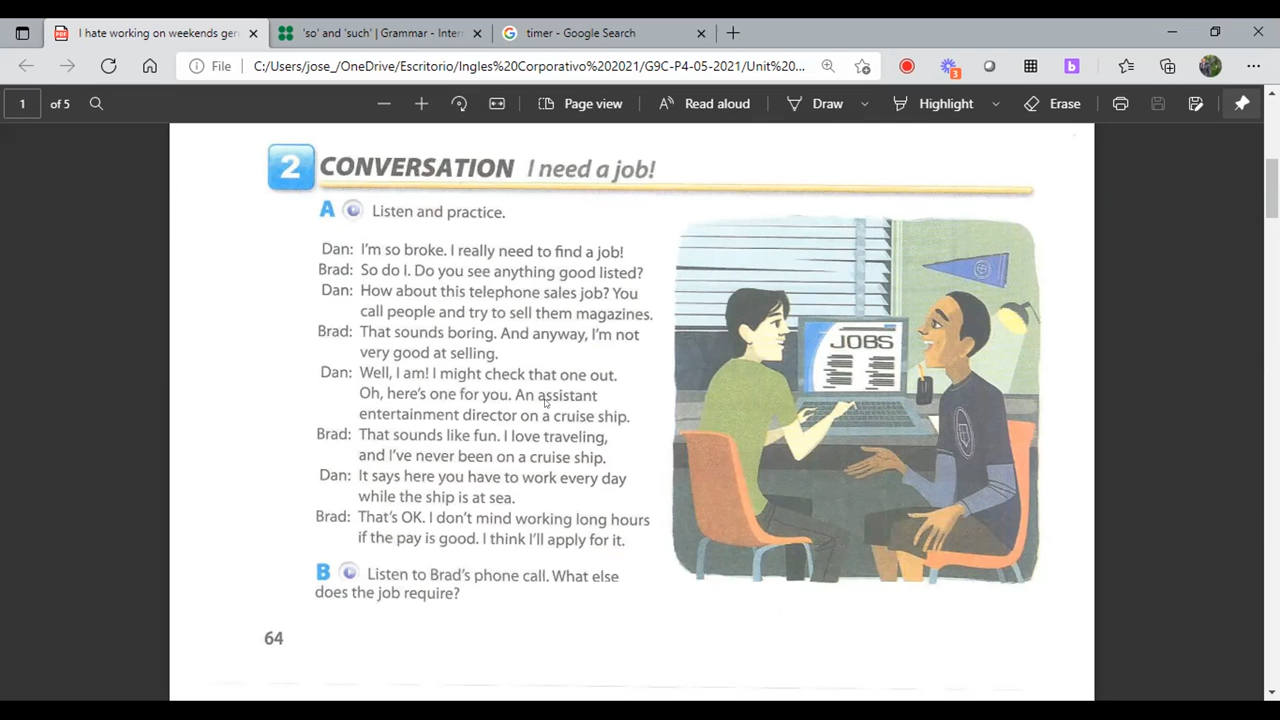 I hate working on weekends ger
'so' and 'such' | Grammar - Inter
timer - Google Search
File
C:/Users/jose_/OneDrive/Escritorio/Ingles%20Corporativo%202021/G9C-P4-05-2021/Unit%20...
3
1 of 5
Page view
Read aloud
Draw
Highlight
Erase
2 CONVERSATION I need a job!
A Listen and practice.
Dan: I'm so broke. I really need to find a job!
Brad: So do I. Do you see anything good listed?
Dan: How about this telephone sales job? You
call people and try to sell them magazines.
Brad: That sounds boring. And anyway, I'm not
very good at selling.
Dan: Well, I am! I might check that one out.
Oh, here's one for you. An assistant
entertainment director on a cruise ship.
Brad: That sounds like fun. I love traveling,
and I've never been on a cruise ship.
Dan: It says here you have to work every day
while the ship is at sea.
Brad: That's OK. I don't mind working long hours
if the pay is good. I think I'll apply for it.
JOBS
B Listen to Brad's phone call. What else
does the job require?
64